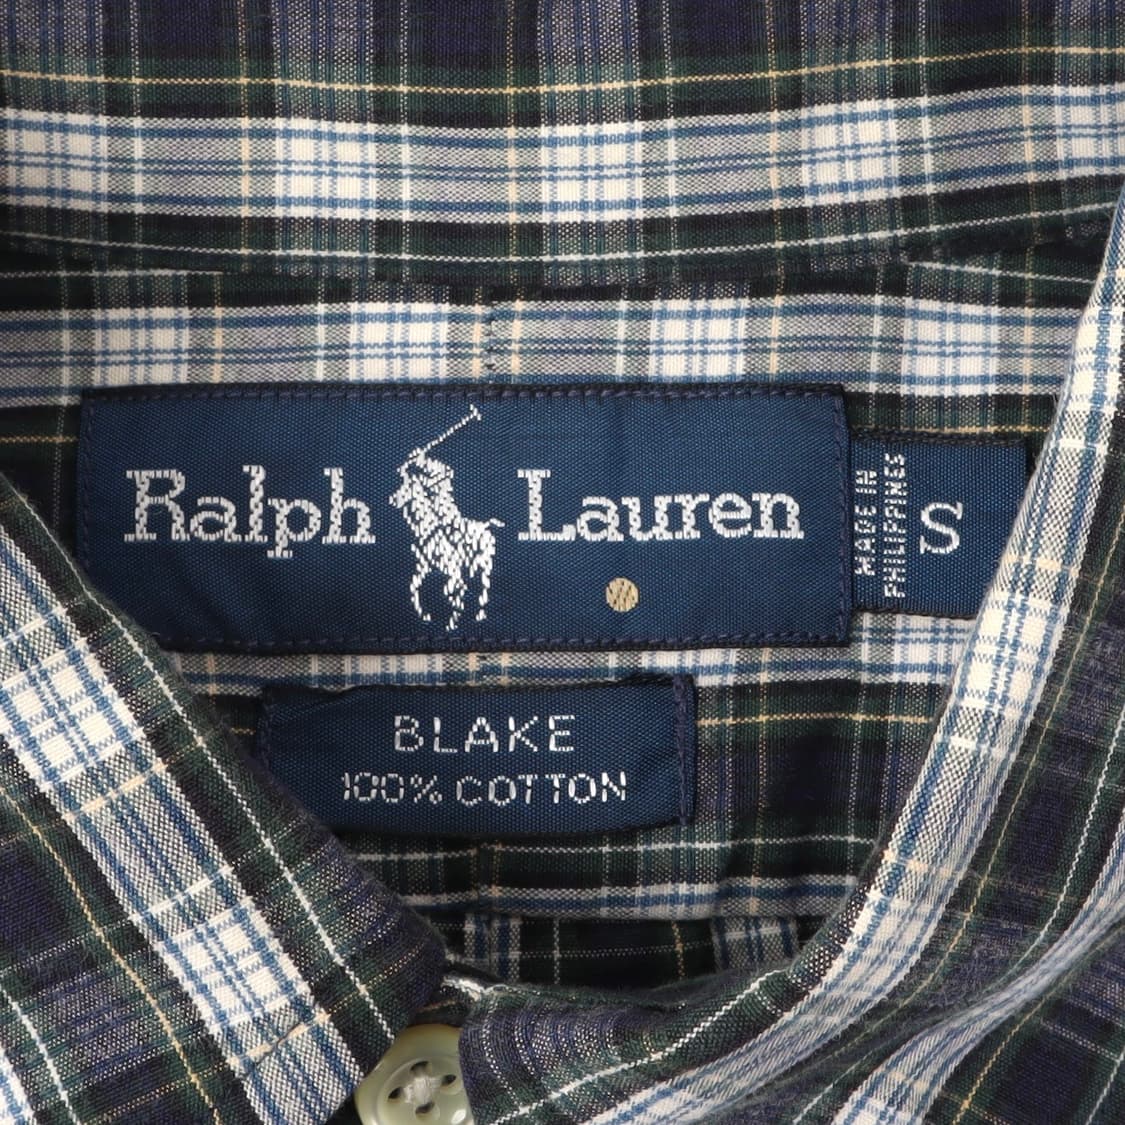 Ralph Lauren
MADE IN
PHILIPPINES
S
BLAKE
100% COTTON